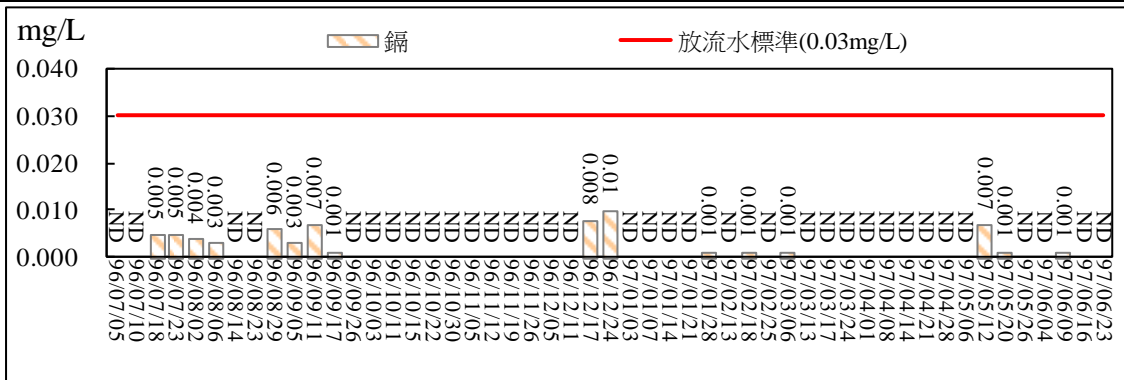 mg/L
鎘
放流水標準(0.03mg/L)
0.040
0.030
0.020
0.010
0.000
ND
ND
0.005
0.005
0.004
0.003
ND
ND
0.006
0.003
0.007
0.001
ND
ND
ND
ND
ND
ND
ND
ND
ND
ND
ND
ND
0.008
0.01
ND
ND
ND
ND
0.001
ND
0.001
ND
0.001
ND
ND
ND
ND
ND
ND
ND
ND
ND
0.007
0.001
ND
ND
0.001
ND
ND
96/07/05
96/07/10
96/07/18
96/07/23
96/08/02
96/08/06
96/08/14
96/08/23
96/08/29
96/09/05
96/09/11
96/09/17
96/09/26
96/10/03
96/10/11
96/10/15
96/10/22
96/10/30
96/11/05
96/11/12
96/11/19
96/11/26
96/12/05
96/12/11
96/12/17
96/12/24
97/01/03
97/01/07
97/01/14
97/01/21
97/01/28
97/02/13
97/02/18
97/02/25
97/03/06
97/03/13
97/03/17
97/03/24
97/04/01
97/04/08
97/04/14
97/04/21
97/04/28
97/05/06
97/05/12
97/05/20
97/05/26
97/06/04
97/06/09
97/06/16
97/06/23